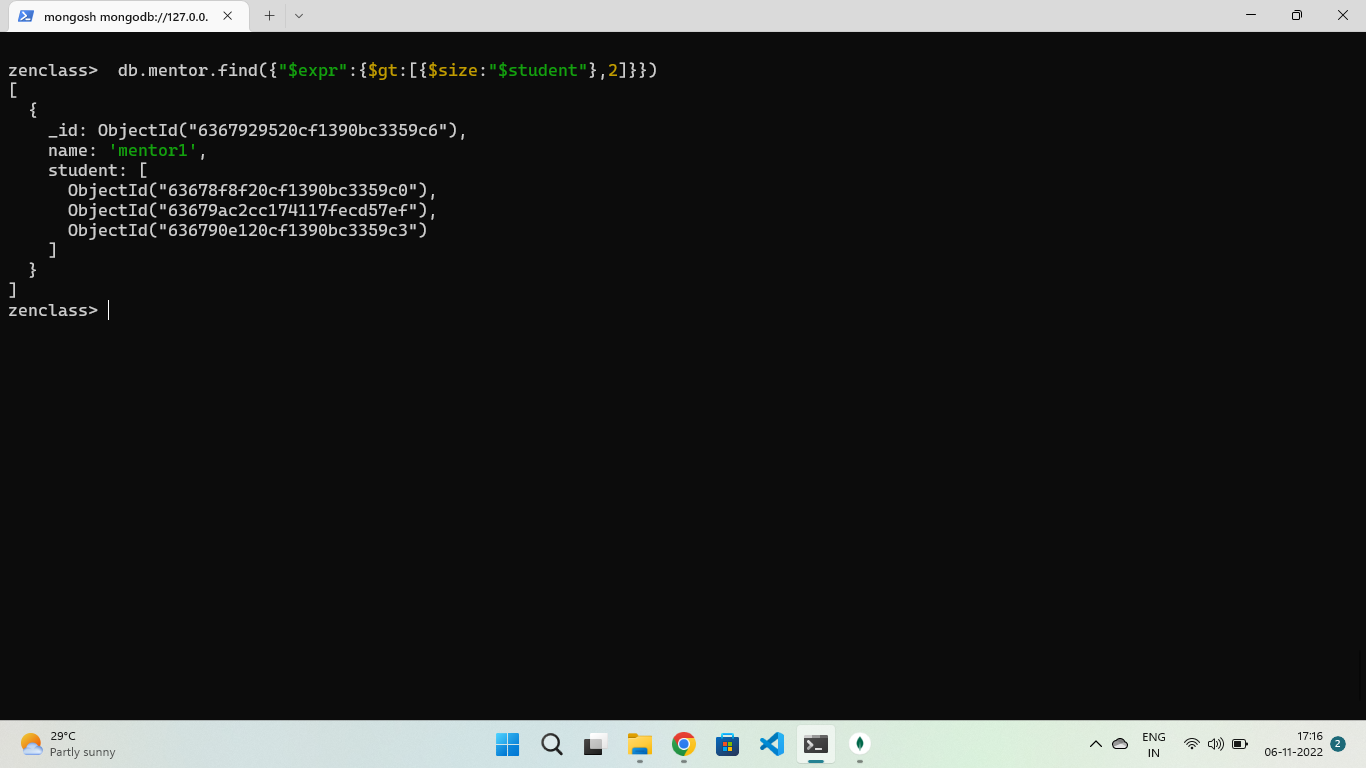 mongosh mongodb://127.0.0.
zenclass>  db.mentor.find({"$expr":{$gt:[{$size:"$student"},2]}})
[
  {
    _id: ObjectId("6367929520cf1390bc3359c6"),
    name: 'mentor1',
    student: [
      ObjectId("63678f8f20cf1390bc3359c0"),
      ObjectId("63679ac2cc174117fecd57ef"),
      ObjectId("636790e120cf1390bc3359c3")
    ]
  }
]
zenclass>
29°C
Partly sunny
ENG
IN
17:16
06-11-2022
2